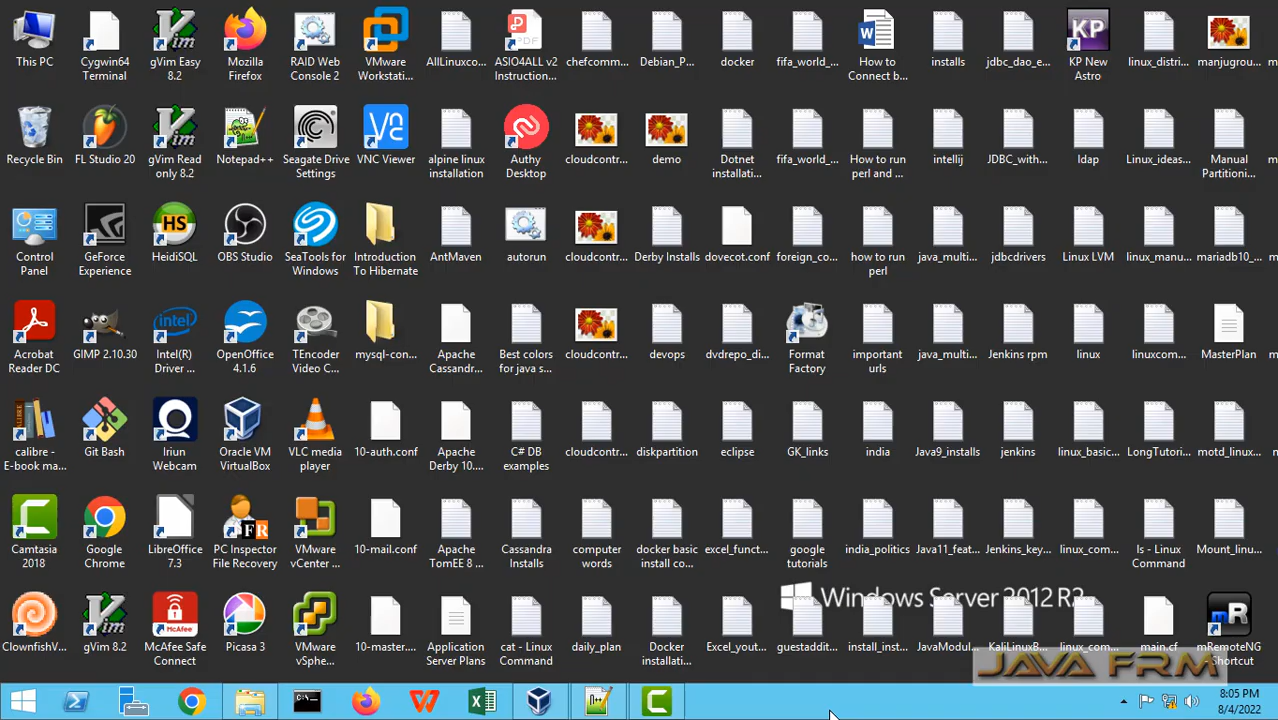 This PC
Cygwin64 Terminal
gVim Easy 8.2
Mozilla Firefox
RAID Web Console 2
VMware Workstati...
AllLinuxco...
ASIO4ALL v2 Instruction...
chefcomm...
Debian_P...
docker
fifa_world_...
How to Connect b...
installs
jdbc_dao_e...
KP New Astro
linux_distri...
manjugrou...
Recycle Bin
FL Studio 20
gVim Read only 8.2
Notepad++
Seagate Drive Settings
VNC Viewer
alpine linux installation
Authy Desktop
cloudcontr...
demo
Dotnet installati...
fifa_world_...
How to run perl and ...
intellij
JDBC_with...
ldap
Linux_ideas...
Manual Partitioni...
Control Panel
GeForce Experience
HeidiSQL
OBS Studio
SeaTools for Windows
Introduction To Hibernate
AntMaven
autorun
cloudcontr...
Derby Installs
dovecot.conf
foreign_co...
how to run perl
java_multi...
jdbcdrivers
Linux LVM
linux_manu...
mariadb10_...
Acrobat Reader DC
GIMP 2.10.30
Intel(R) Driver ...
OpenOffice 4.1.6
TEncoder Video C...
mysql-con...
Apache Cassandr...
Best colors for java s...
cloudcontr...
devops
dvdrepo_di...
Format Factory
important urls
java_multi...
Jenkins rpm
linux
linuxcom...
MasterPlan
calibre - E-book ma...
Git Bash
Iriun Webcam
Oracle VM VirtualBox
VLC media player
10-auth.conf
Apache Derby 10....
C# DB examples
cloudcontr...
diskpartition
eclipse
GK_links
india
Java9_installs
jenkins
linux_basic...
LongTutori...
motd_linux...
Camtasia 2018
Google Chrome
LibreOffice 7.3
PC Inspector File Recovery
VMware vCenter ...
10-mail.conf
Apache TomEE 8 ...
Cassandra Installs
computer words
docker basic install co...
excel_funct...
google tutorials
india_politics
Java11_feat...
Jenkins_key...
linux_com...
ls - Linux Command
Mount_linu...
Windows Server 2012 R2
ClownfishV...
gVim 8.2
McAfee Safe Connect
Picasa 3
VMware vSphe...
10-master....
Application Server Plans
cat - Linux Command
daily_plan
Docker installati...
Excel_yout...
guestaddit...
install_inst...
JavaModul...
KaliLinuxB...
linux_com...
main.cf
mRemoteNG - Shortcut
JAVA FRM
8:05 PM
8/4/2022